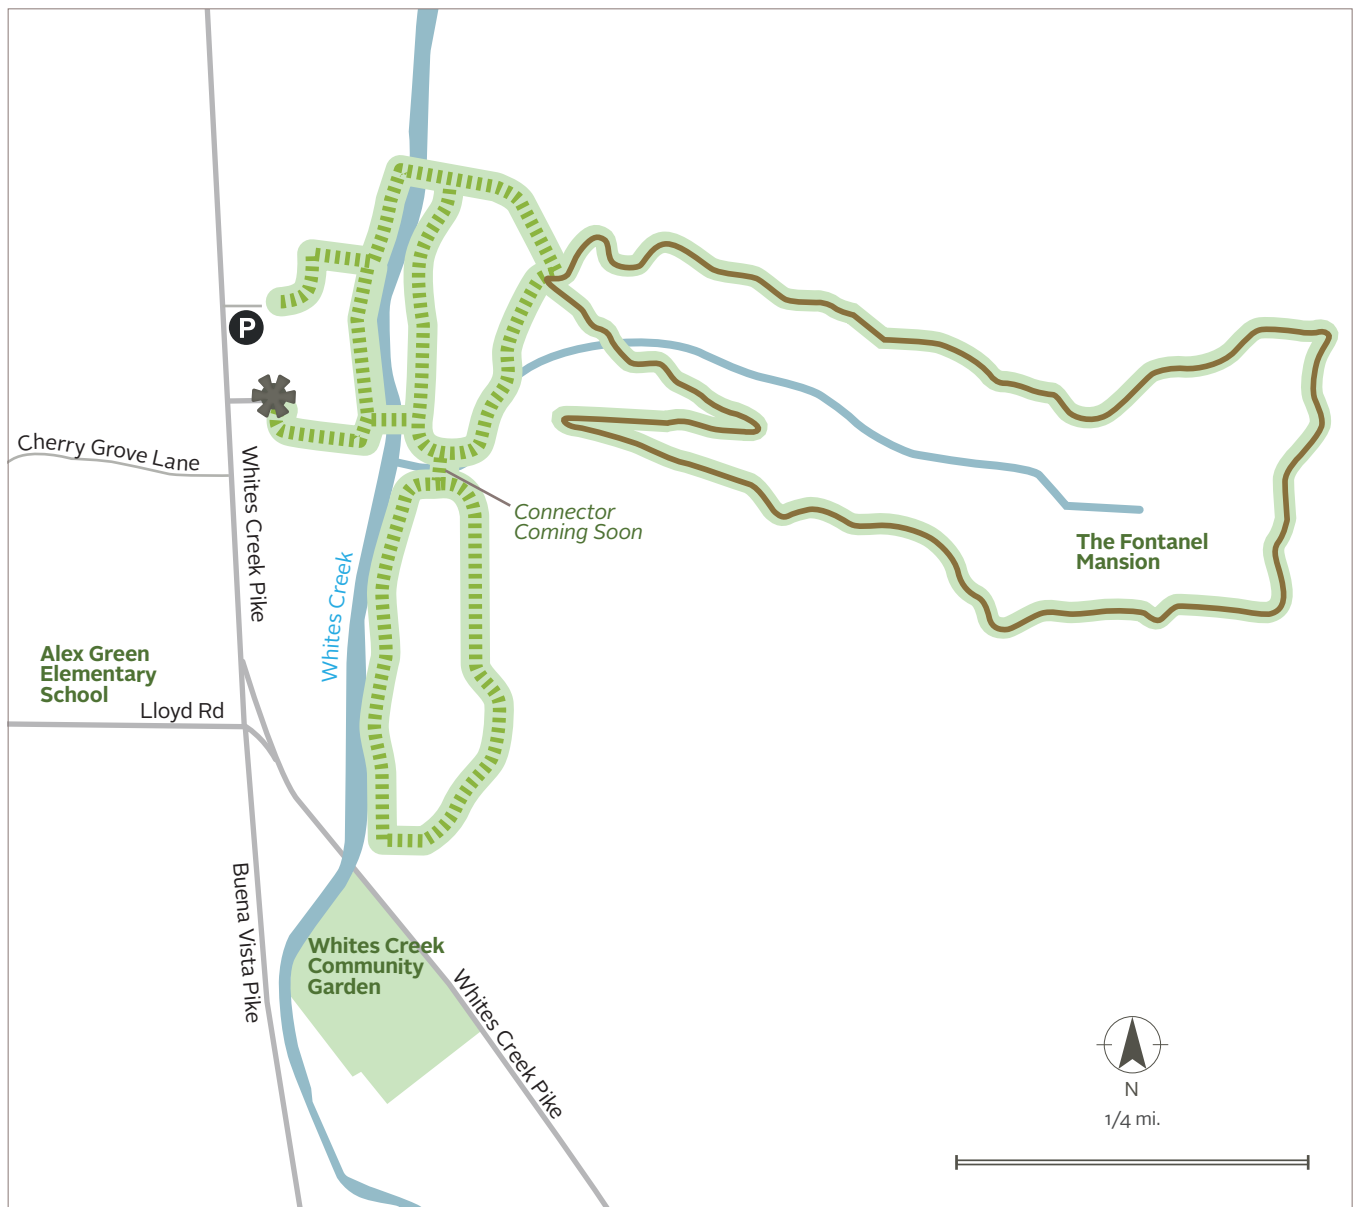 P
Cherry Grove Lane
Whites Creek Pike
Connector
Coming Soon
The Fontanel
Mansion
Whites Creek
Alex Green
Elementary
School
Lloyd Rd
Buena Vista Pike
Whites Creek
Community
Garden
Whites Creek Pike
N
1/4 mi.